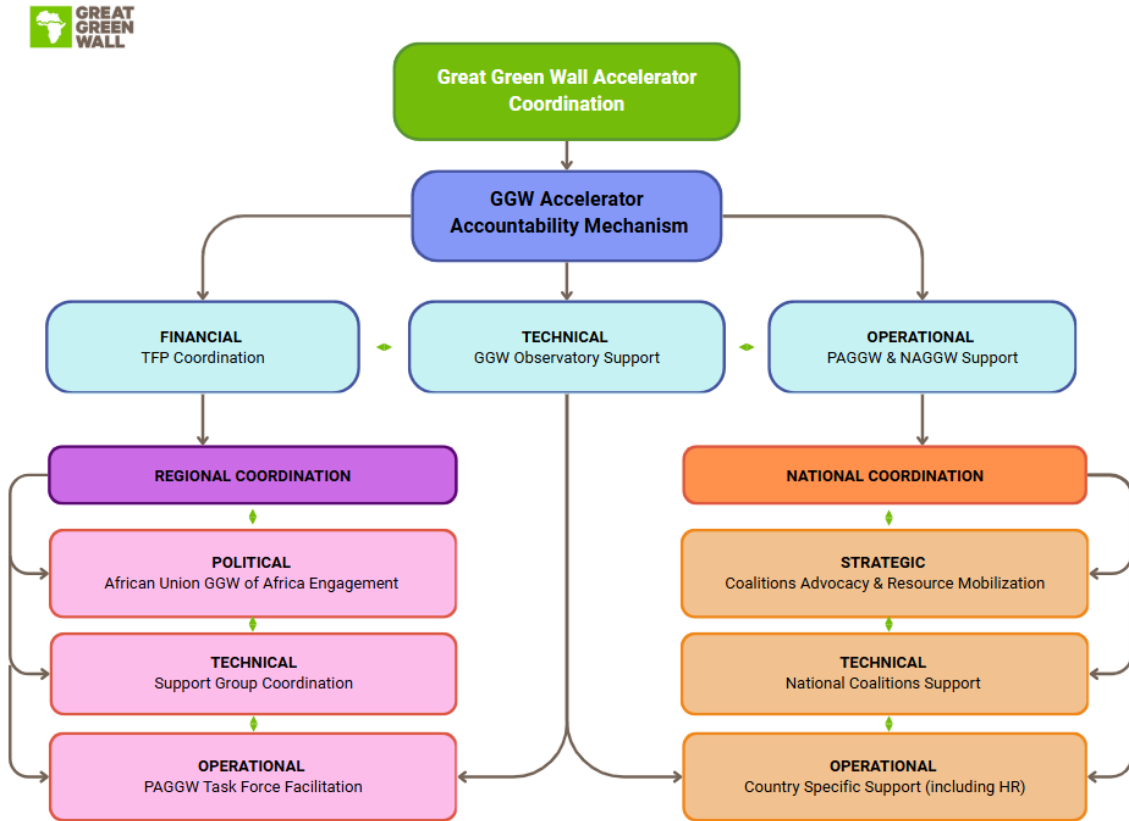 GREAT
GREEN
WALL
Great Green Wall Accelerator
Coordination
GGW Accelerator
Accountability Mechanism
FINANCIAL
TFP Coordination
TECHNICAL
GGW Observatory Support
OPERATIONAL
PAGGW & NAGGW Support
REGIONAL COORDINATION
NATIONAL COORDINATION
POLITICAL
African Union GGW of Africa Engagement
STRATEGIC
Coalitions Advocacy & Resource Mobilization
TECHNICAL
Support Group Coordination
TECHNICAL
National Coalitions Support
OPERATIONAL
PAGGW Task Force Facilitation
OPERATIONAL
Country Specific Support (including HR)